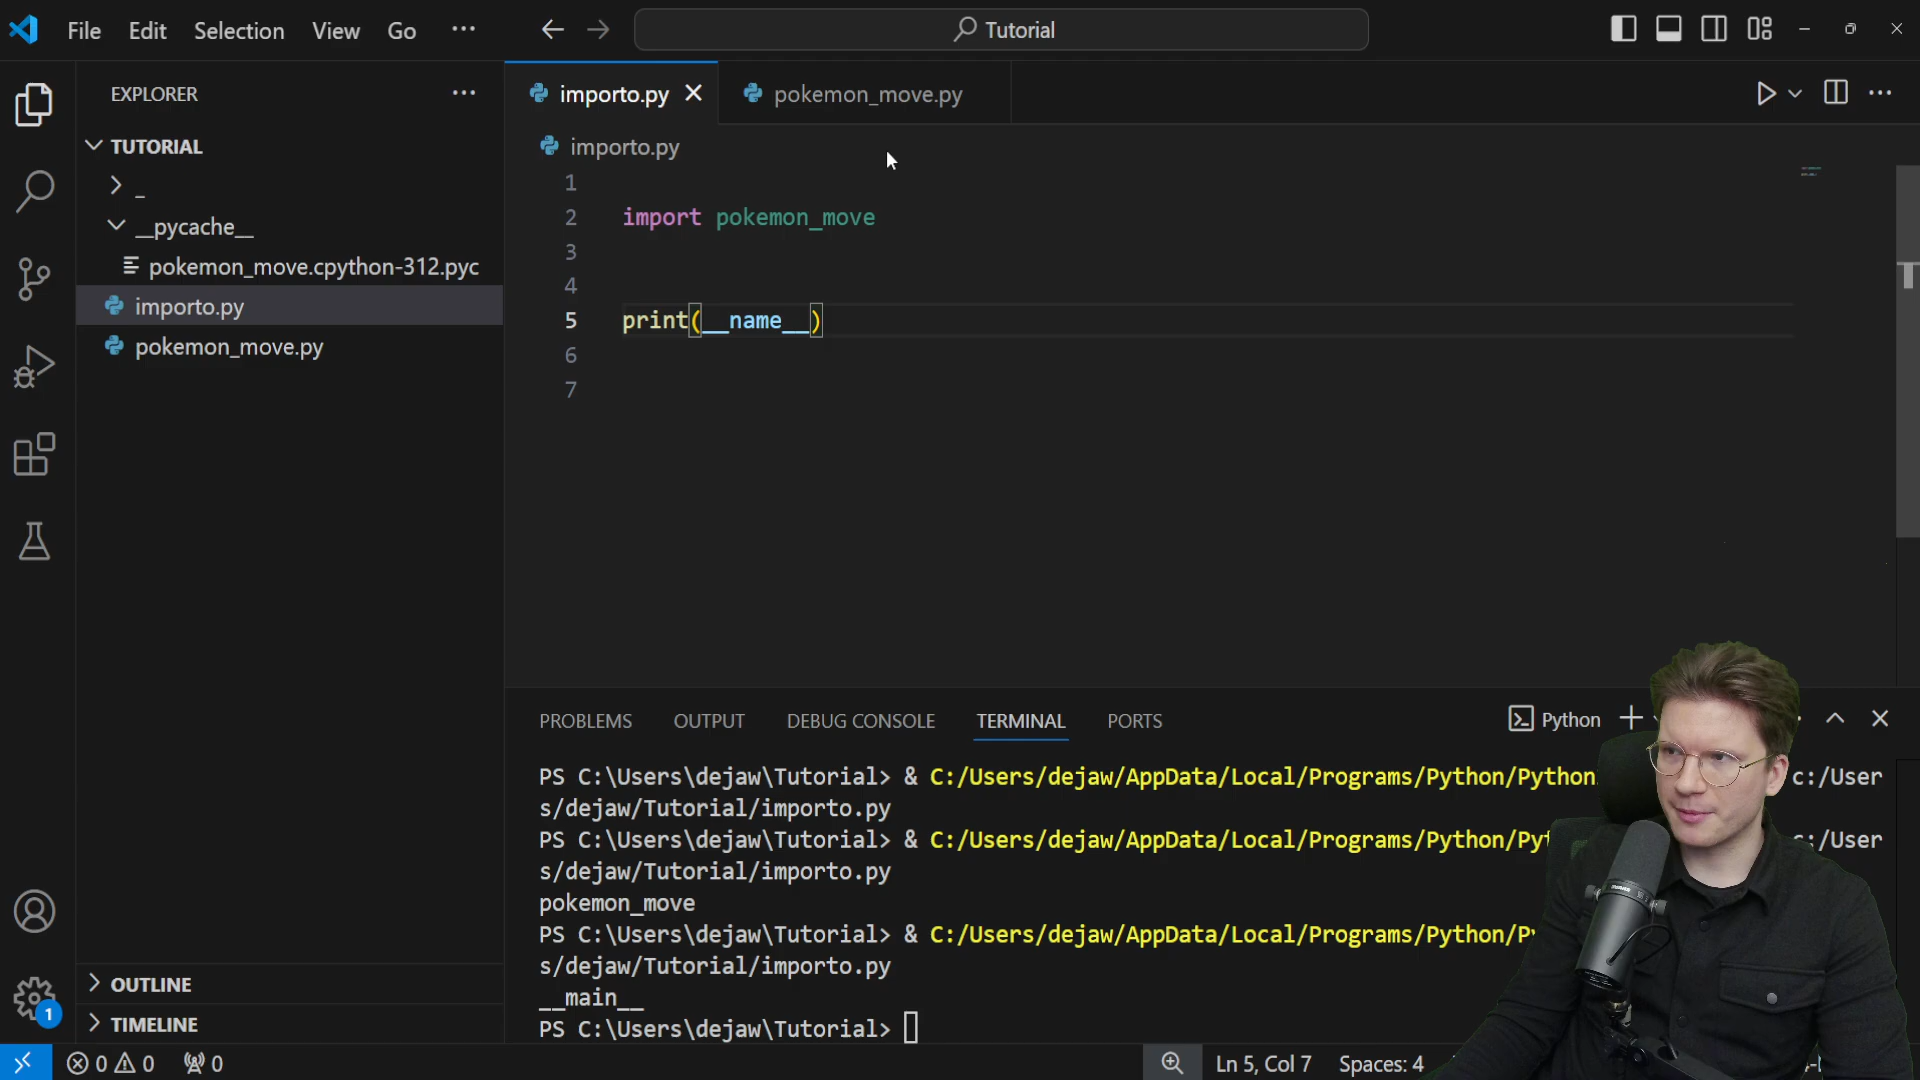 File Edit Selection View Go ···
Tutorial
EXPLORER
TUTORIAL
_
__pycache__
pokemon_move.cpython-312.pyc
importo.py
pokemon_move.py
OUTLINE
TIMELINE
importo.py
pokemon_move.py
importo.py
1
2 import pokemon_move
3
4
5 print(__name__)
6
7
PROBLEMS OUTPUT DEBUG CONSOLE TERMINAL PORTS
Python
PS C:\Users\dejaw\Tutorial> & C:/Users/dejaw/AppData/Local/Programs/Python/Python c:/User
s/dejaw/Tutorial/importo.py
PS C:\Users\dejaw\Tutorial> & C:/Users/dejaw/AppData/Local/Programs/Python/Pyt c:/User
s/dejaw/Tutorial/importo.py
pokemon_move
PS C:\Users\dejaw\Tutorial> & C:/Users/dejaw/AppData/Local/Programs/Python/Py
s/dejaw/Tutorial/importo.py
__main__
PS C:\Users\dejaw\Tutorial>
1
0 0 0
Ln 5, Col 7 Spaces: 4